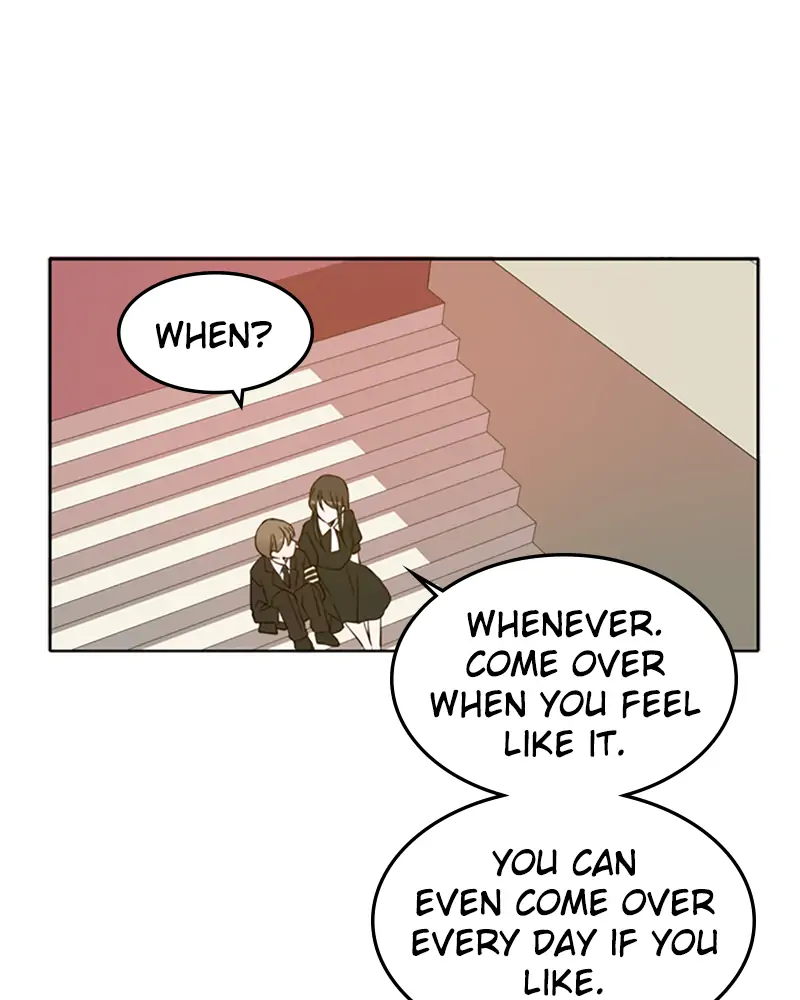 WHEN?
WHENEVER.
COME OVER
WHEN YOU FEEL
LIKE IT.
YOU CAN
EVEN COME OVER
EVERY DAY IF YOU
LIKE.